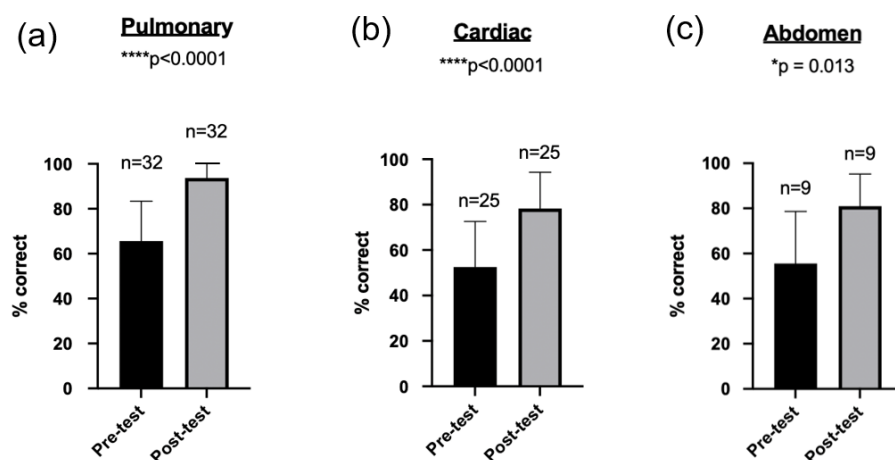 (a)
Pulmonary
****p<0.0001
n=32
n=32
% correct
100
80
60
40
20
0
Pre-test
Post-test
(b)
Cardiac
****p<0.0001
n=25
n=25
% correct
100
80
60
40
20
0
Pre-test
Post-test
(c)
Abdomen
*p = 0.013
n=9
n=9
% correct
100
80
60
40
20
0
Pre-test
Post-test